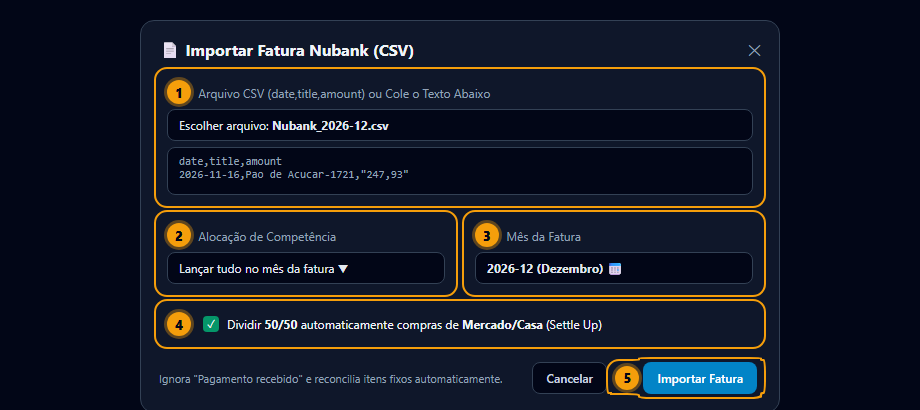 Importar Fatura Nubank (CSV)
1 Arquivo CSV (date,title,amount) ou Cole o Texto Abaixo
Escolher arquivo: Nubank_2026-12.csv
date,title,amount
2026-11-16,Pao de Acucar-1721,"247,93"
2 Alocação de Competência
Lançar tudo no mês da fatura ▼
3 Mês da Fatura
2026-12 (Dezembro)
4 Dividir 50/50 automaticamente compras de Mercado/Casa (Settle Up)
Ignora "Pagamento recebido" e reconcilia itens fixos automaticamente.
Cancelar
5 Importar Fatura